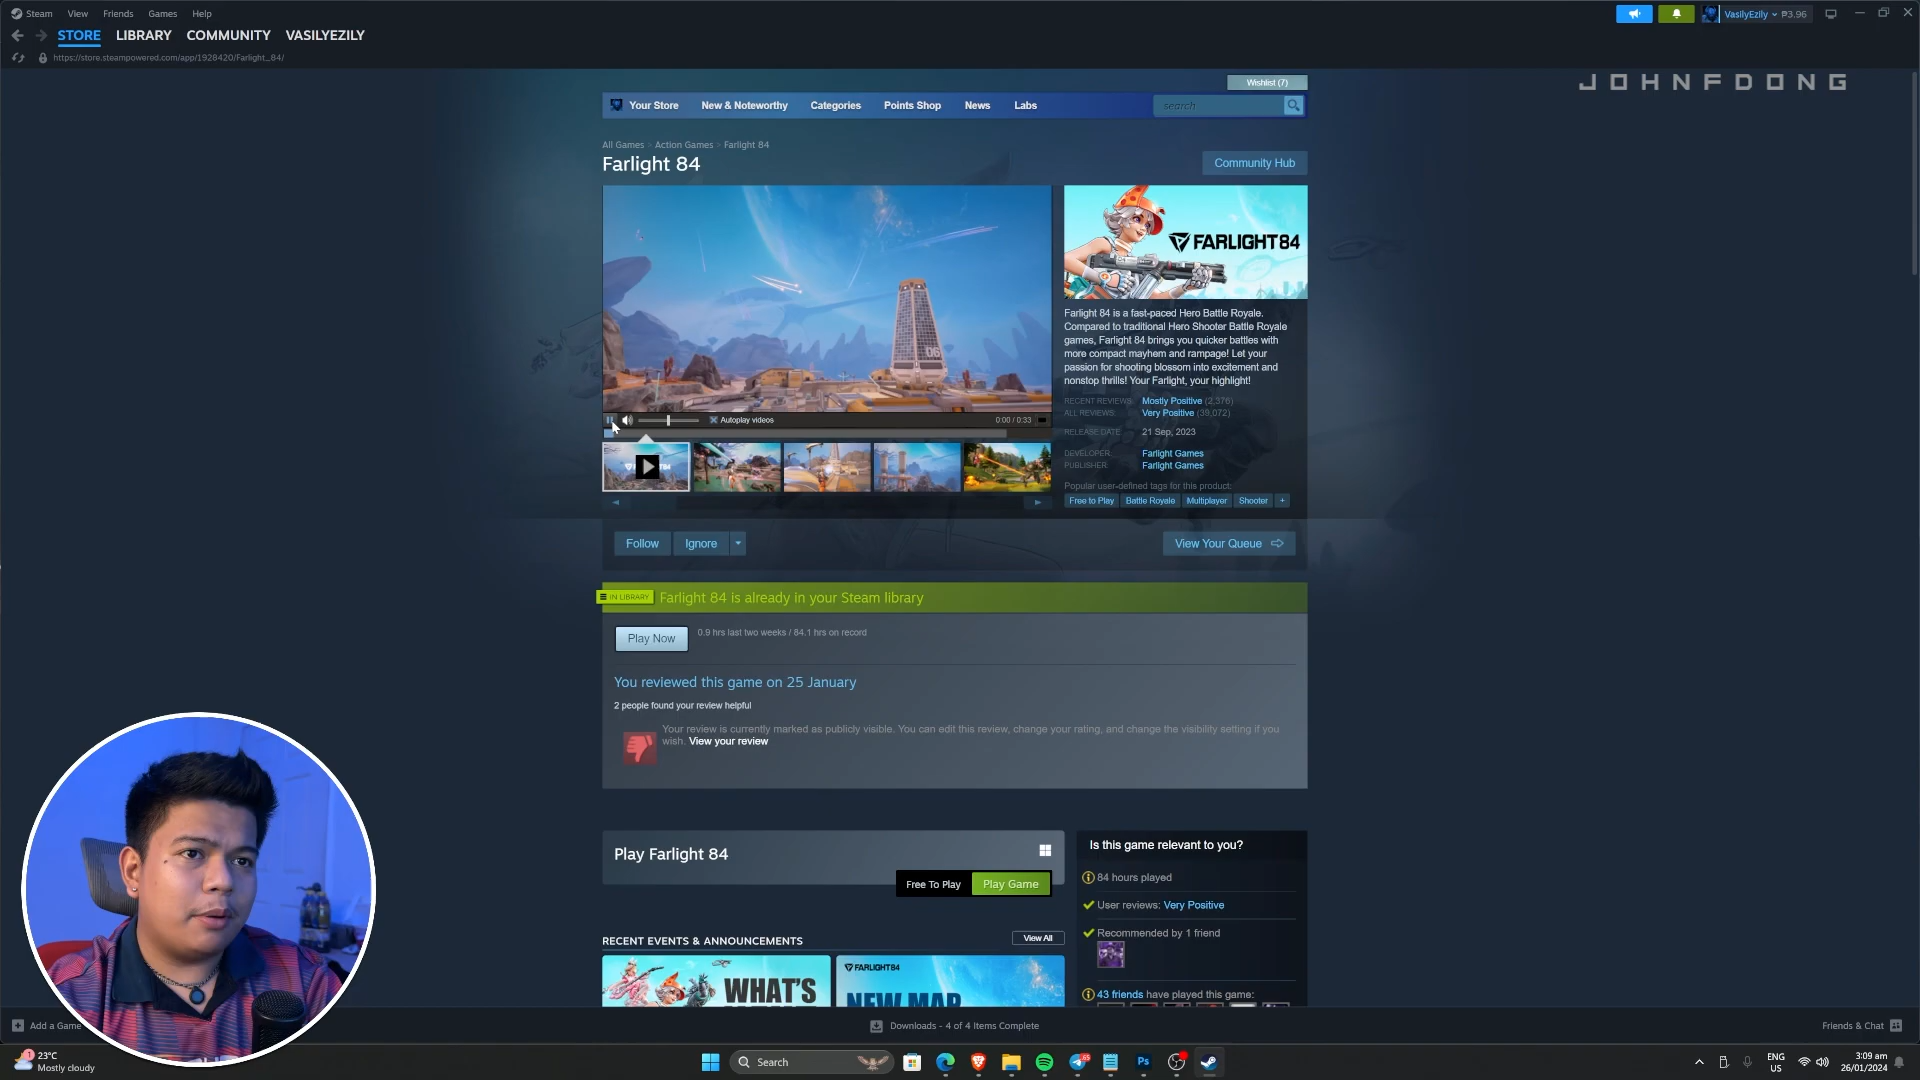 Steam View Friends Games Help
VasilyEzily ₱3.96
STORE LIBRARY COMMUNITY VASILYEZILY
https://store.steampowered.com/app/1928420/Farlight_84/
JOHNFDONG
Wishlist (7)
Your Store New & Noteworthy Categories Points Shop News Labs
search
All Games > Action Games > Farlight 84
Farlight 84
Community Hub
06
FARLIGHT84
Farlight 84 is a fast-paced Hero Battle Royale.
Compared to traditional Hero Shooter Battle Royale
games, Farlight 84 brings you quicker battles with
more compact mayhem and rampage! Let your
passion for shooting blossom into excitement and
nonstop thrills! Your Farlight, your highlight!
RECENT REVIEWS: Mostly Positive (2,376)
ALL REVIEWS: Very Positive (39,072)
RELEASE DATE: 21 Sep, 2023
DEVELOPER: Farlight Games
PUBLISHER: Farlight Games
Popular user-defined tags for this product:
Free to Play Battle Royale Multiplayer Shooter +
Autoplay videos 0:00 / 0:33
Follow Ignore View Your Queue
IN LIBRARY Farlight 84 is already in your Steam library
Play Now 0.9 hrs last two weeks / 84.1 hrs on record
You reviewed this game on 25 January
2 people found your review helpful
Your review is currently marked as publicly visible. You can edit this review, change your rating, and change the visibility setting if you
wish. View your review
Play Farlight 84
Free To Play Play Game
Is this game relevant to you?
84 hours played
User reviews: Very Positive
Recommended by 1 friend
43 friends have played this game:
RECENT EVENTS & ANNOUNCEMENTS View All
WHAT'S
FARLIGHT84
NEW MAP
Add a Game
Downloads - 4 of 4 Items Complete
Friends & Chat
1
23°C
Mostly cloudy
Search
Ps
ENG
US
3:09 am
26/01/2024